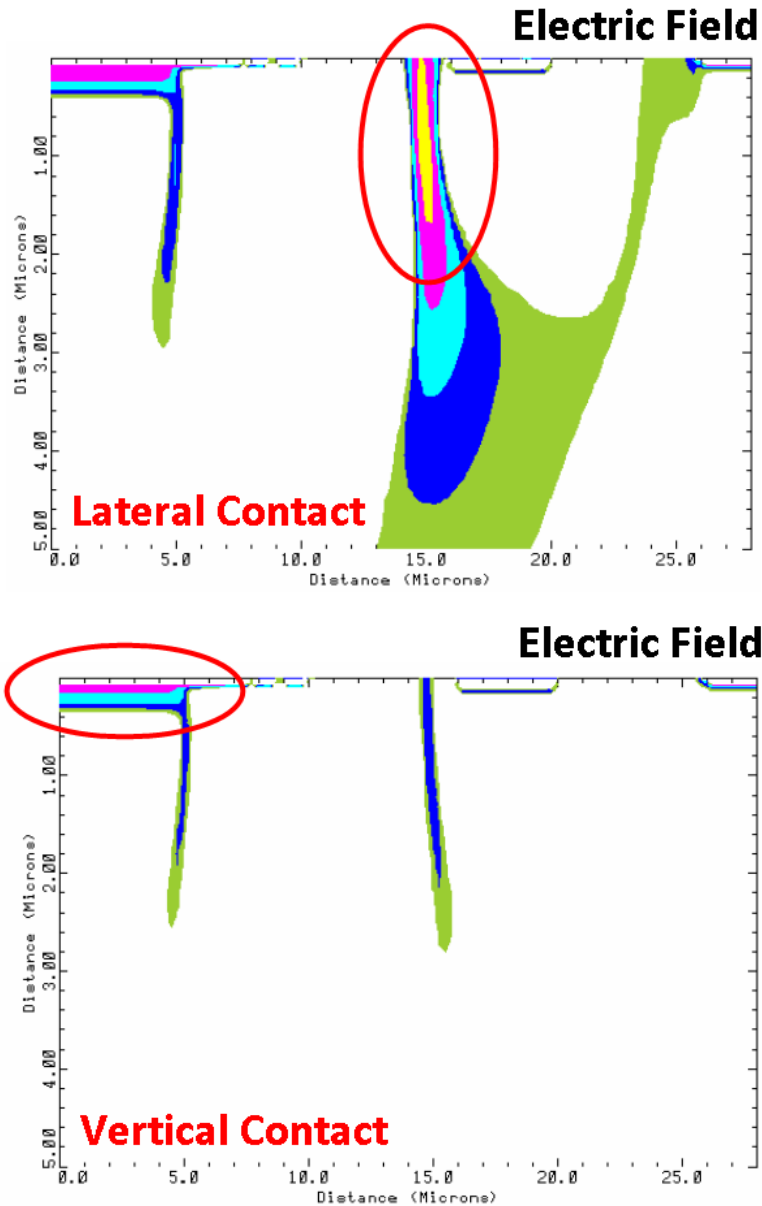 Electric Field
1.00
2.00
3.00
4.00
5.00
Distance (Microns)
Lateral Contact
0.0 5.0 10.0 15.0 20.0 25.0
Distance (Microns)
Electric Field
1.00
2.00
3.00
4.00
5.00
Distance (Microns)
Vertical Contact
0.0 5.0 10.0 15.0 20.0 25.0
Distance (Microns)